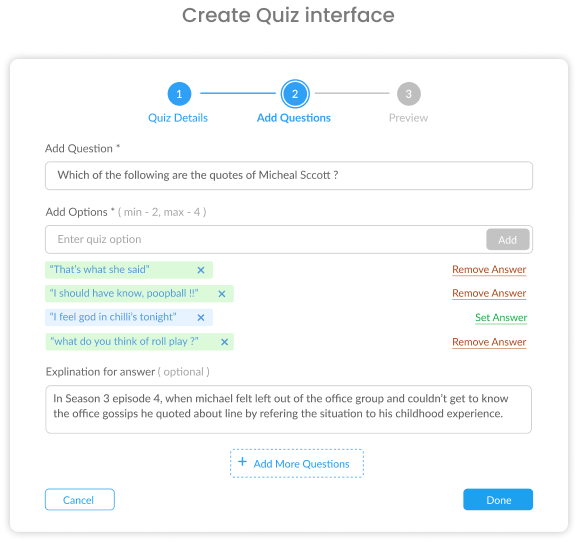 Create Quiz interface
1
2
3
Quiz Details
Add Questions
Preview
Add Question *
Which of the following are the quotes of Micheal Sccott ?
Add Options * ( min - 2, max - 4 )
Enter quiz option
Add
“That’s what she said”
×
Remove Answer
“I should have know, poopball !!”
×
Remove Answer
“I feel god in chilli’s tonight”
×
Set Answer
“what do you think of roll play ?”
×
Remove Answer
Explination for answer ( optional )
In Season 3 episode 4, when michael felt left out of the office group and couldn’t get to know
the office gossips he quoted about line by refering the situation to his childhood experience.
+ Add More Questions
Cancel
Done